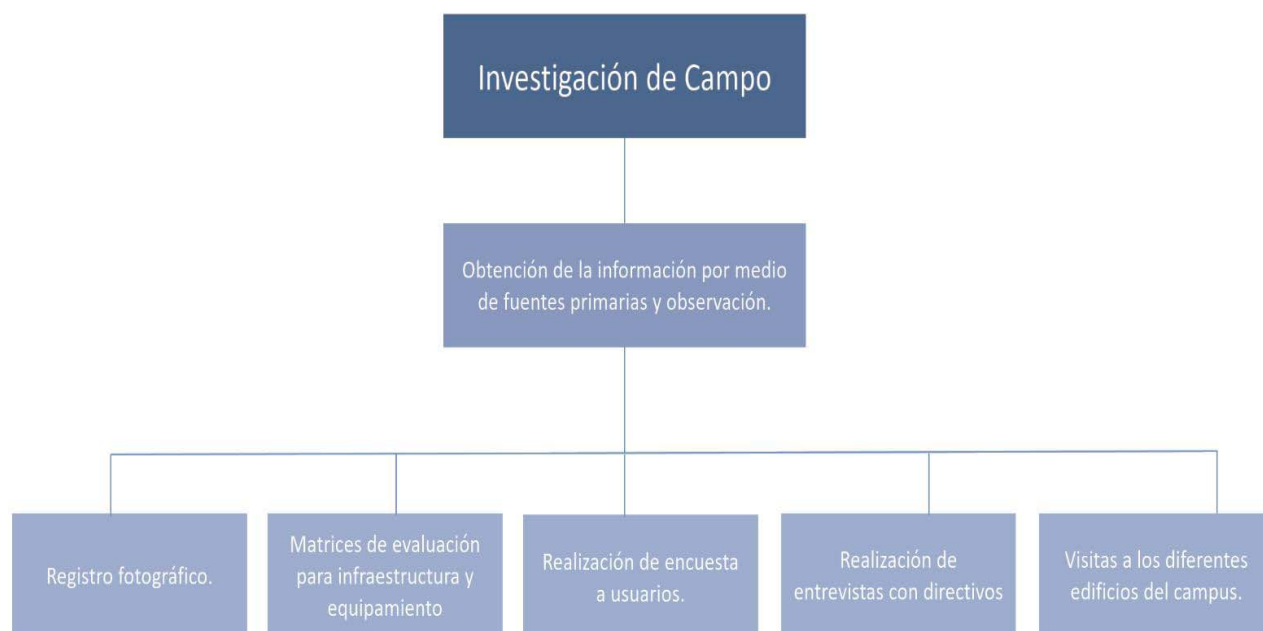 Investigación de Campo
Obtención de la información por medio
de fuentes primarias y observación.
Registro fotográfico.
Matrices de evaluación
para infraestructura y
equipamiento
Realización de encuesta
a usuarios.
Realización de
entrevistas con directivos
Visitas a los diferentes
edificios del campus.